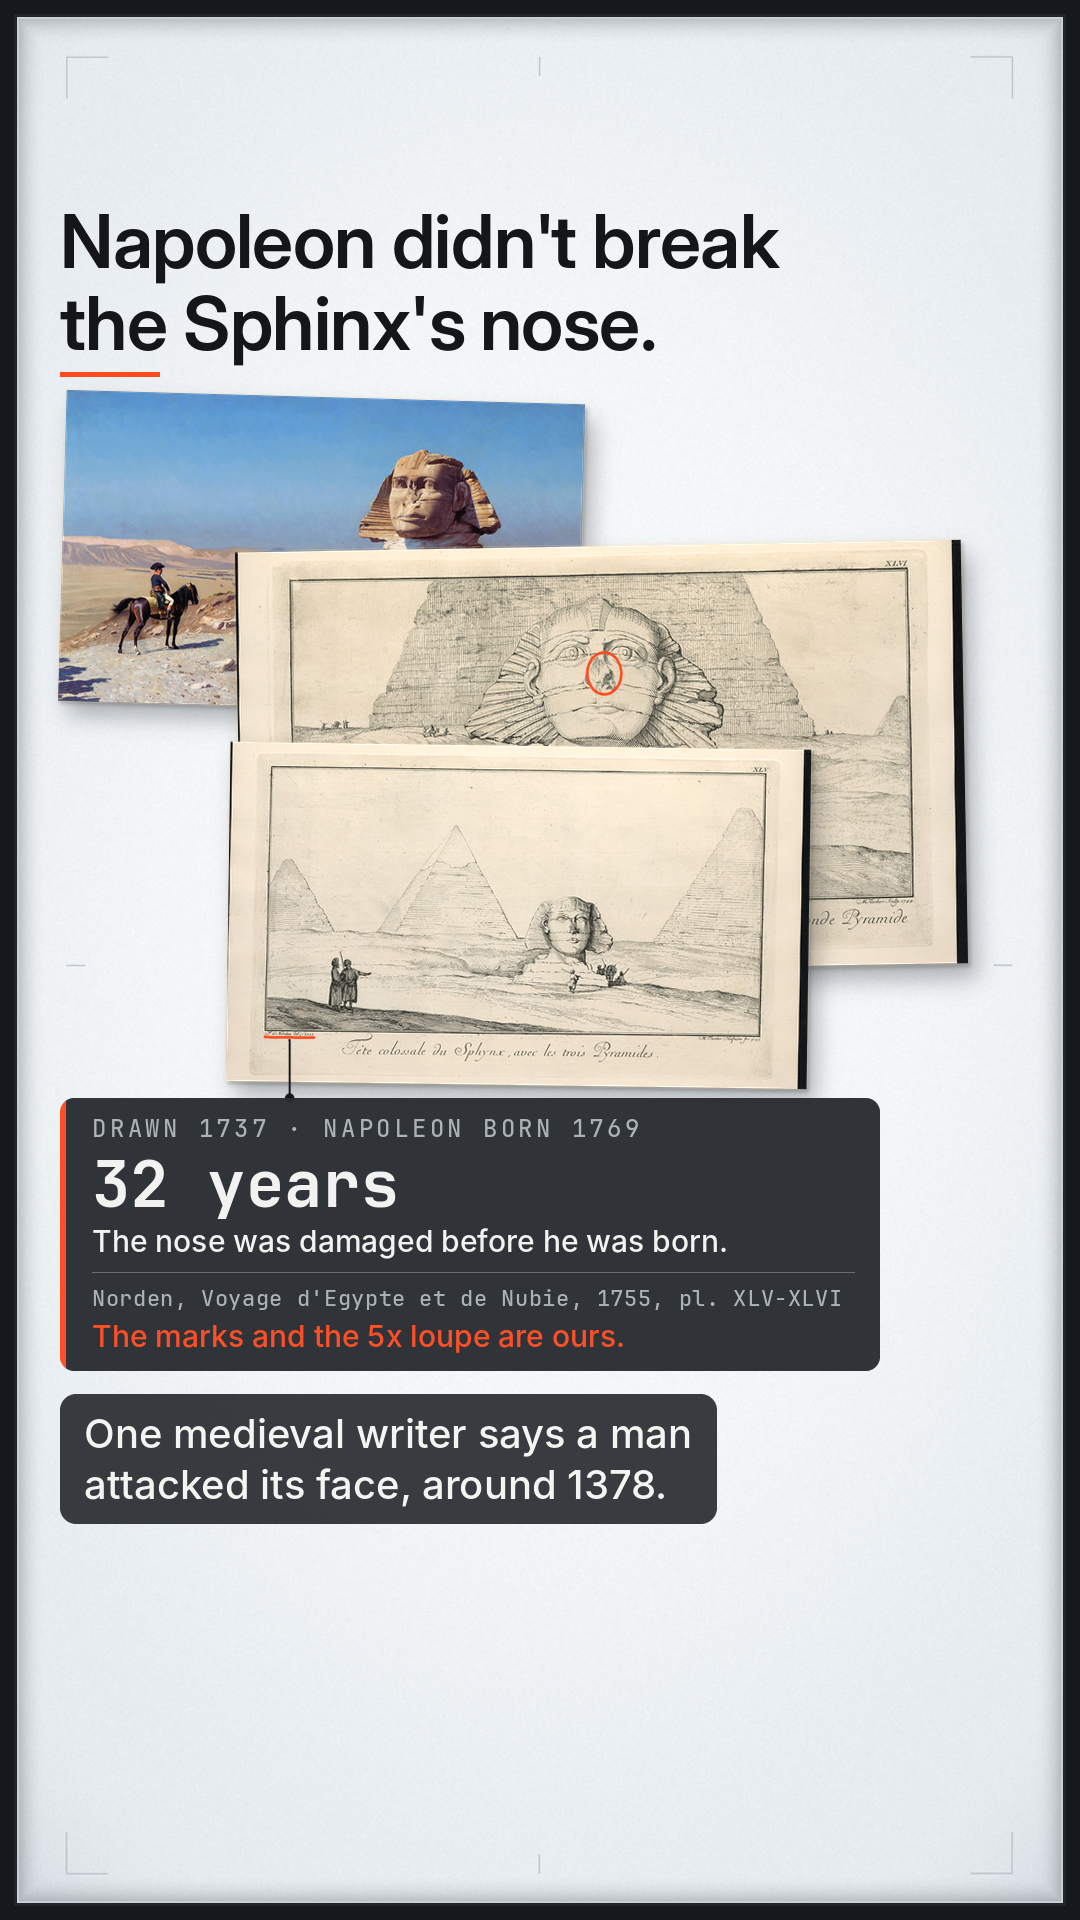 Napoleon didn't break
the Sphinx's nose.
XLVI
nde Pyramide
XLV
Tête colossale du Sphynx, avec les trois Pyramides.
DRAWN 1737 · NAPOLEON BORN 1769
32 years
The nose was damaged before he was born.
Norden, Voyage d'Egypte et de Nubie, 1755, pl. XLV-XLVI
The marks and the 5x loupe are ours.
One medieval writer says a man
attacked its face, around 1378.